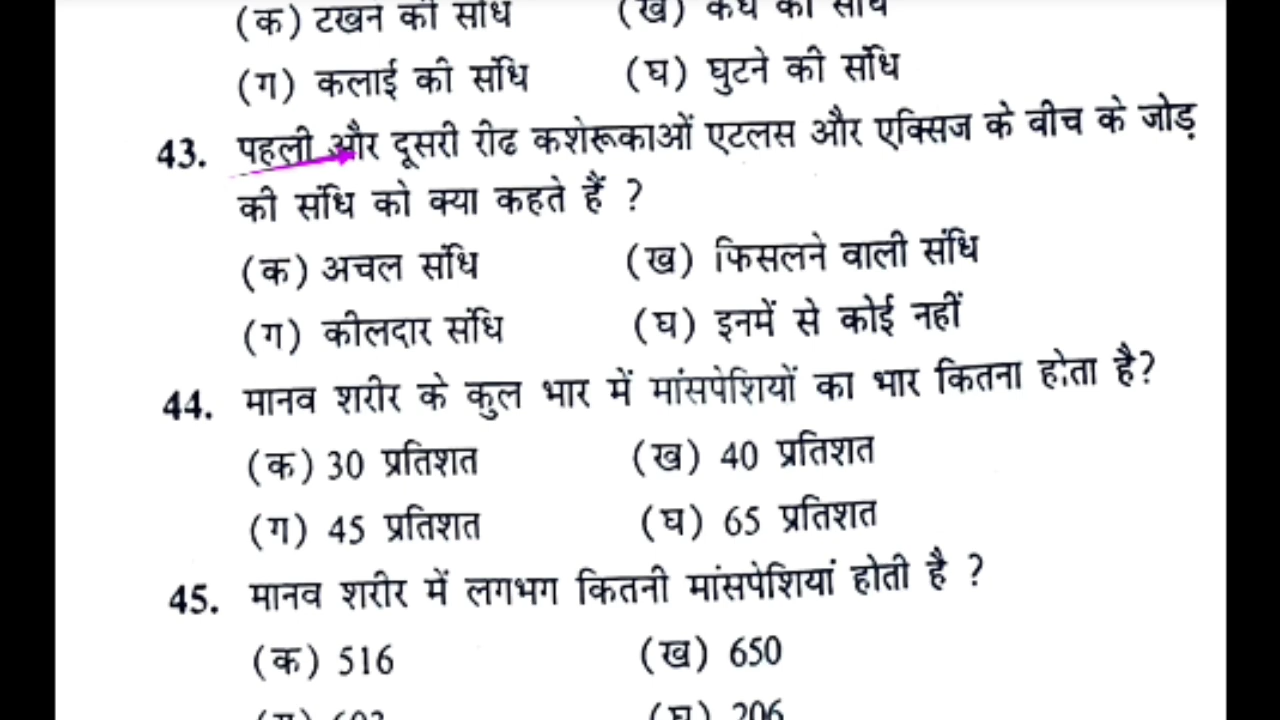 (क) टखने की संधि (ख) कंधे की संधि
(ग) कलाई की संधि (घ) घुटने की संधि
43. पहली और दूसरी रीढ कशेरूकाओं एटलस और एक्सिज के बीच के जोड़
की संधि को क्या कहते हैं ?
(क) अचल संधि (ख) फिसलने वाली संधि
(ग) कीलदार संधि (घ) इनमें से कोई नहीं
44. मानव शरीर के कुल भार में मांसपेशियों का भार कितना होता है?
(क) 30 प्रतिशत (ख) 40 प्रतिशत
(ग) 45 प्रतिशत (घ) 65 प्रतिशत
45. मानव शरीर में लगभग कितनी मांसपेशियां होती है ?
(क) 516 (ख) 650
(घ) 206